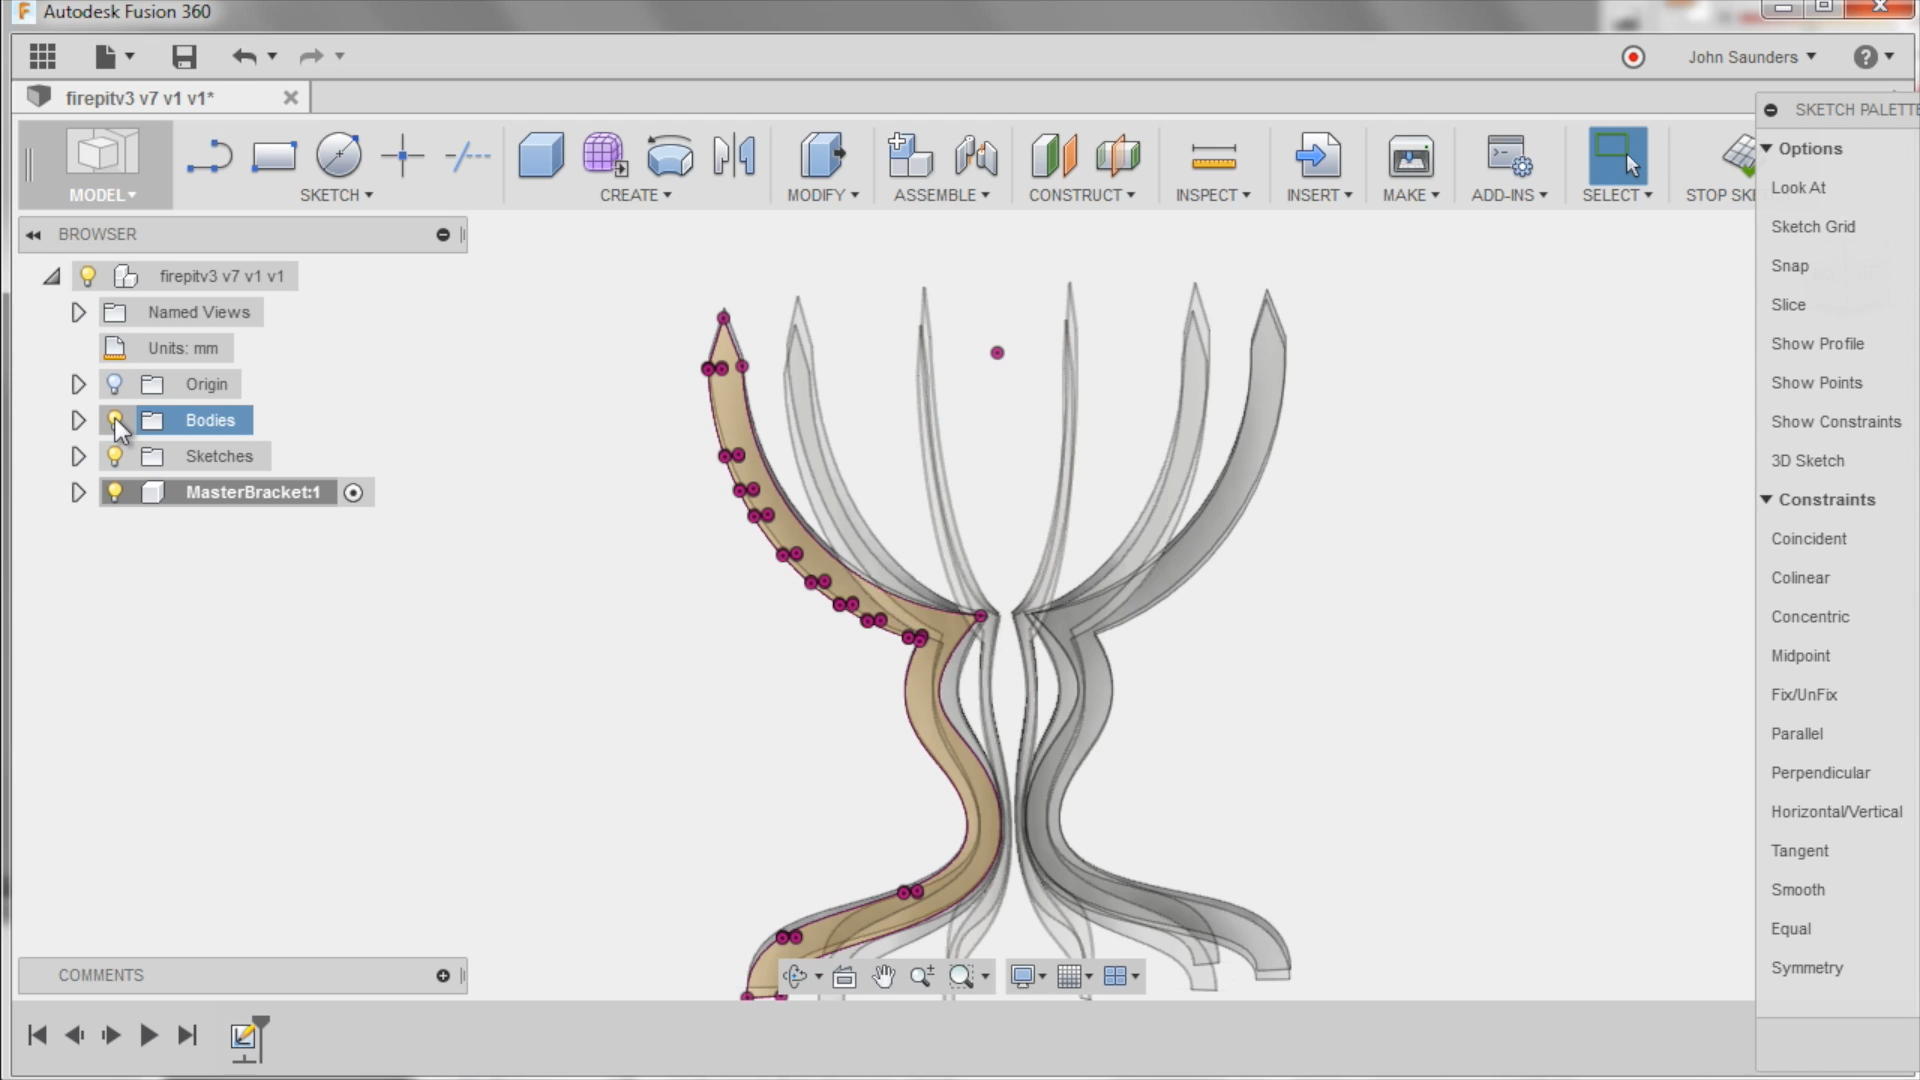 Autodesk Fusion 360
John Saunders
firepitv3 v7 v1 v1*
MODEL
SKETCH
CREATE
MODIFY
ASSEMBLE
CONSTRUCT
INSPECT
INSERT
MAKE
ADD-INS
SELECT
STOP SK
SKETCH PALETTE
Options
Look At
Sketch Grid
Snap
Slice
Show Profile
Show Points
Show Constraints
3D Sketch
Constraints
Coincident
Colinear
Concentric
Midpoint
Fix/UnFix
Parallel
Perpendicular
Horizontal/Vertical
Tangent
Smooth
Equal
Symmetry
BROWSER
firepitv3 v7 v1 v1
Named Views
Units: mm
Origin
Bodies
Sketches
MasterBracket:1
COMMENTS